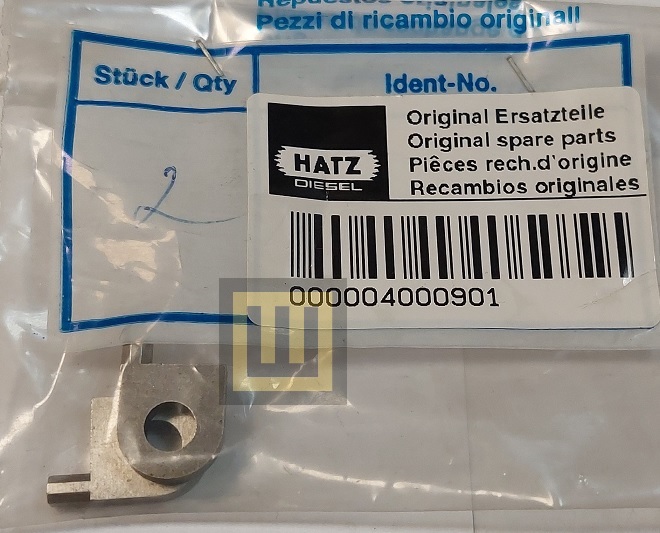 Pezzi di ricambio originali
Stück / Qty
Ident-No.
2
HATZ
DIESEL
Original Ersatzteile
Original spare parts
Pièces rech.d'origine
Recambios originales
000004000901